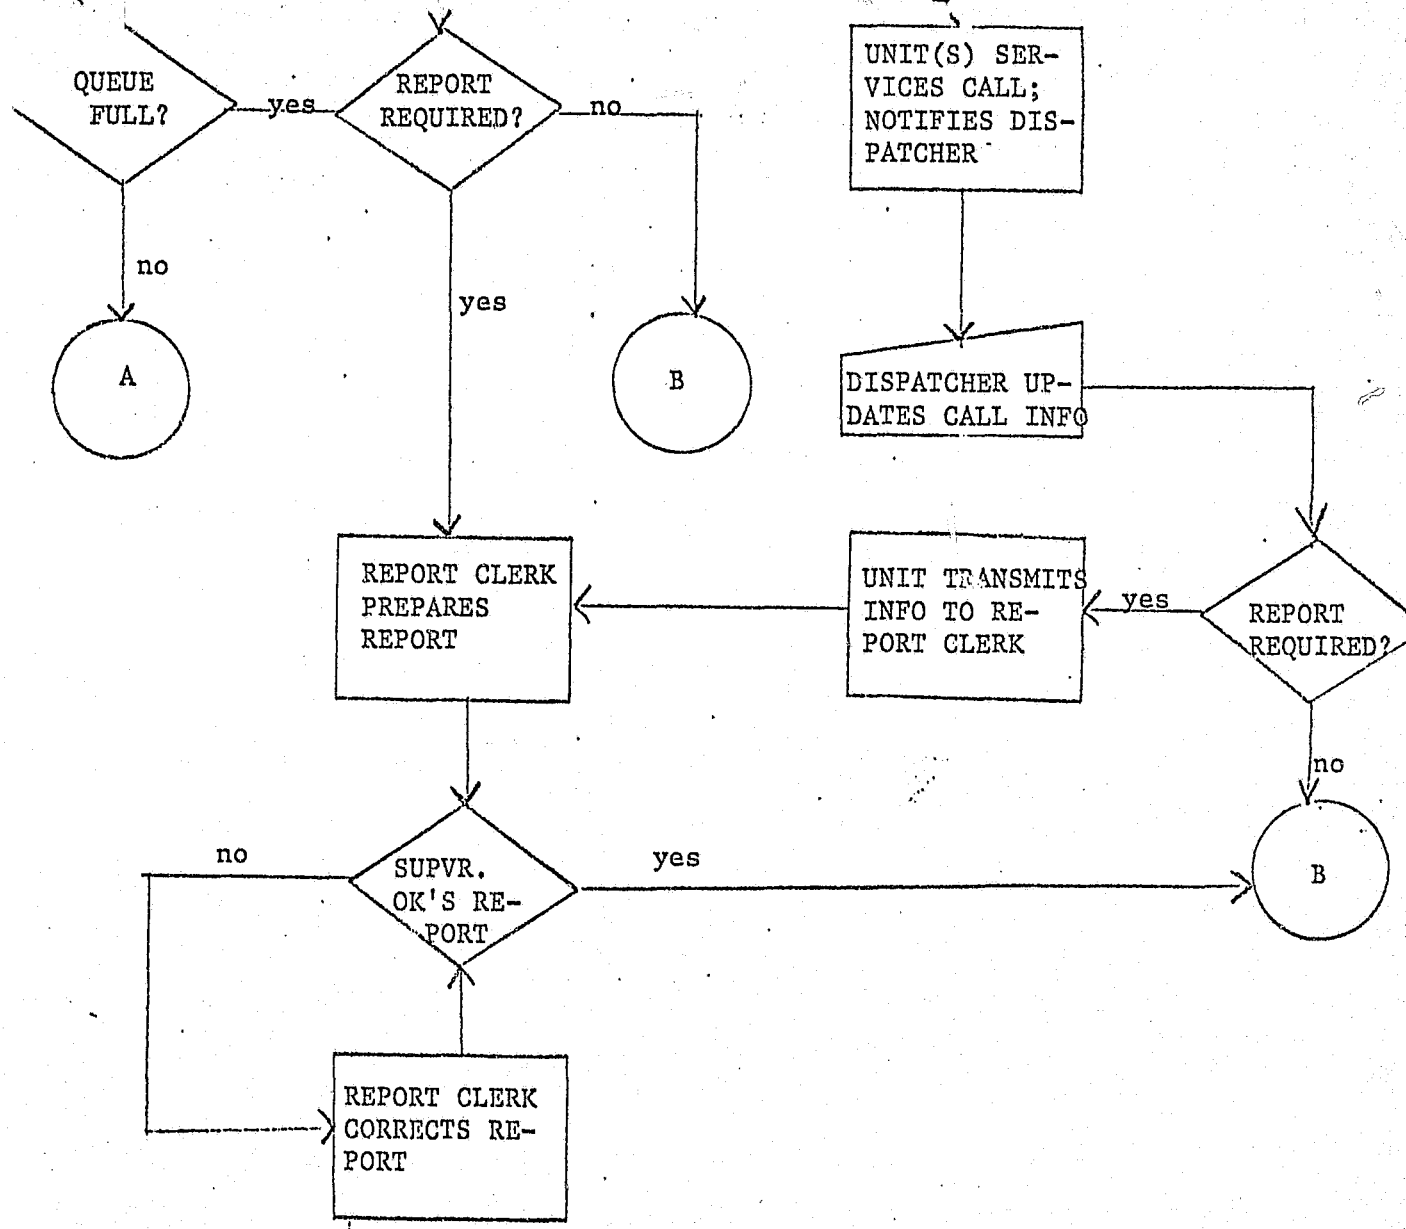 QUEUE
FULL?
yes
REPORT
REQUIRED?
no
UNIT(S) SER-
VICES CALL;
NOTIFIES DIS-
PATCHER
no
yes
A
B
DISPATCHER UP-
DATES CALL INFO
REPORT CLERK
PREPARES
REPORT
UNIT TRANSMITS
INFO TO RE-
PORT CLERK
yes
REPORT
REQUIRED?
no
no
SUPVR.
OK'S RE-
PORT
yes
B
REPORT CLERK
CORRECTS RE-
PORT